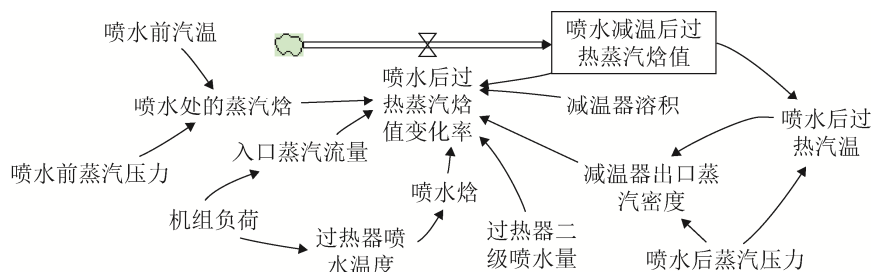 喷水前汽温
喷水减温后过
热蒸汽焓值
喷水后过
热蒸汽焓
值变化率
喷水处的蒸汽焓
减温器溶积
喷水后过
热汽温
入口蒸汽流量
喷水前蒸汽压力
减温器出口蒸
汽密度
喷水焓
机组负荷
过热器喷
水温度
过热器二
级喷水量
喷水后蒸汽压力